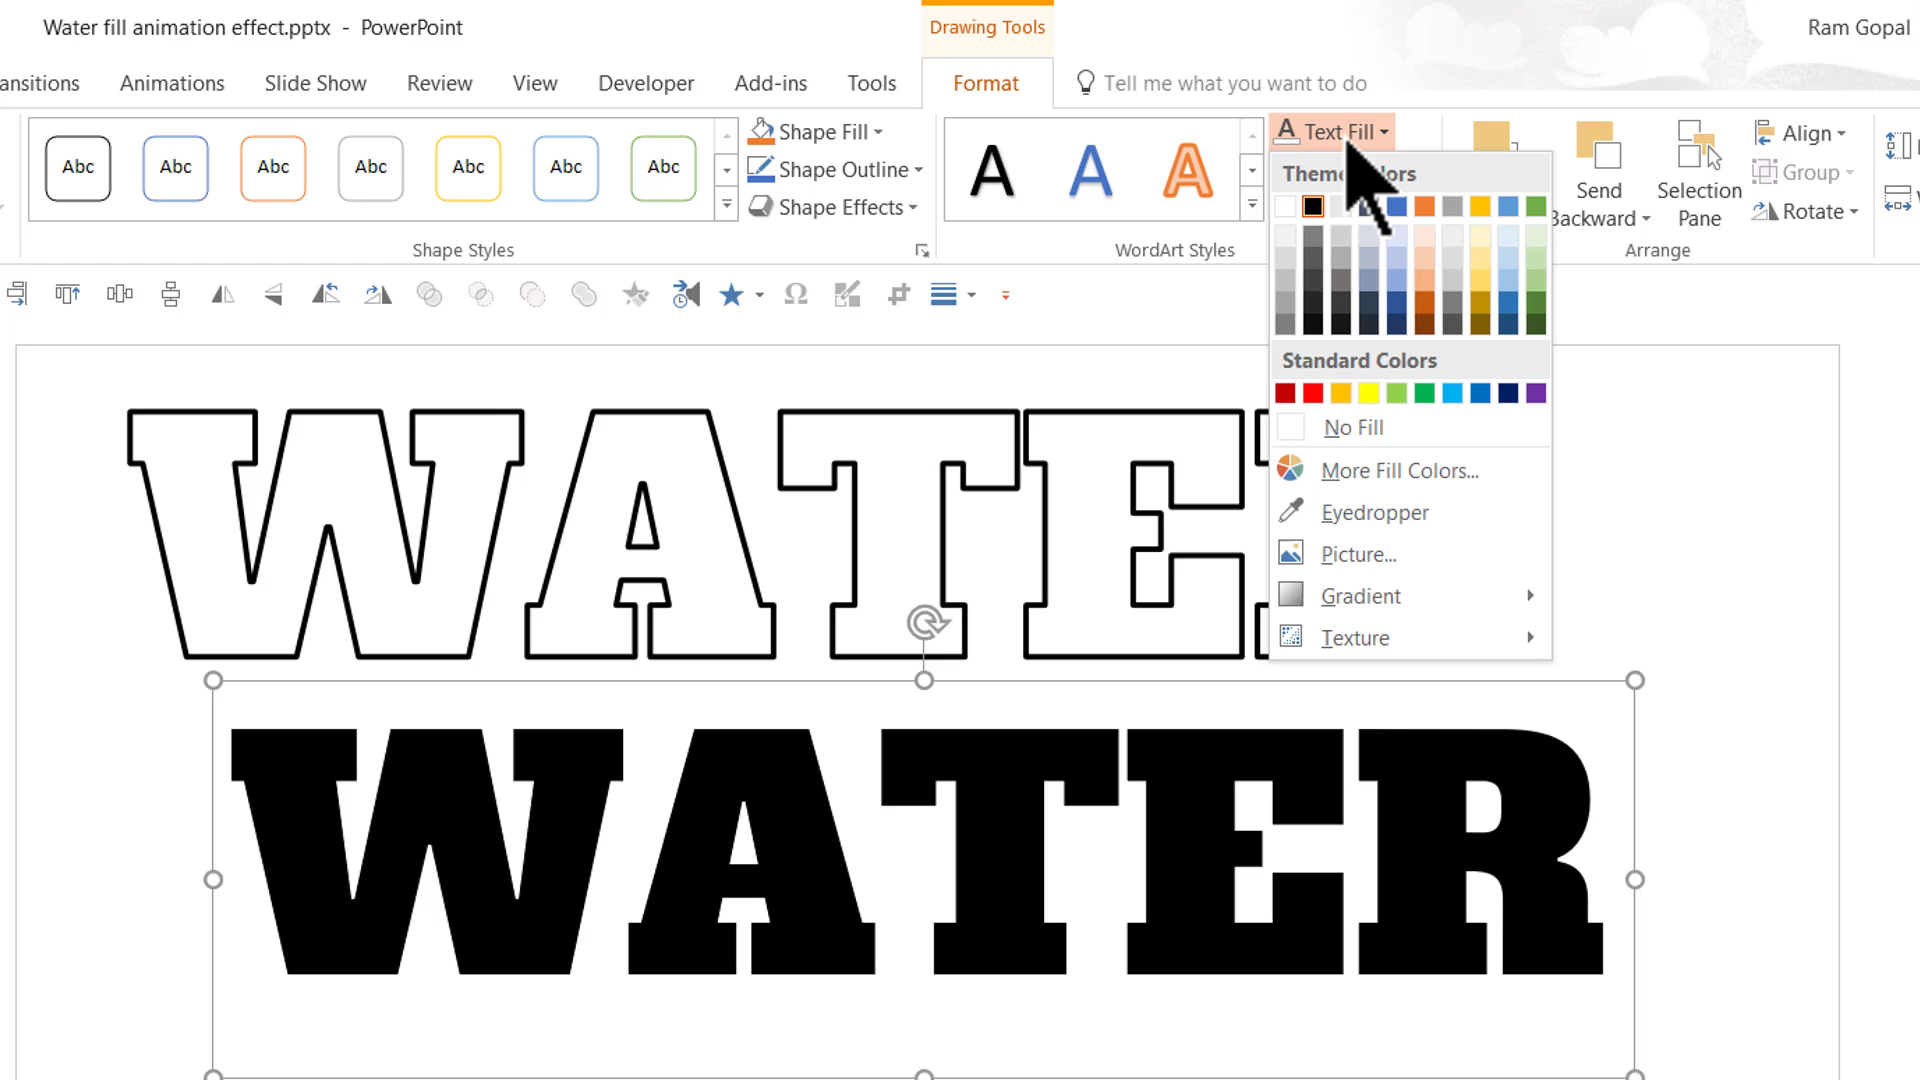 Water fill animation effect.pptx - PowerPoint
Drawing Tools
Ram Gopal
ansitions
Animations
Slide Show
Review
View
Developer
Add-ins
Tools
Format
Tell me what you want to do
Abc
Abc
Abc
Abc
Abc
Abc
Abc
Shape Fill
Shape Outline
Shape Effects
Shape Styles
A
A
A
WordArt Styles
A Text Fill
Send
Backward
Selection
Pane
Align
Group
Rotate
Arrange
Standard Colors
No Fill
More Fill Colors...
Eyedropper
Picture...
Gradient
Texture
WATE
WATER